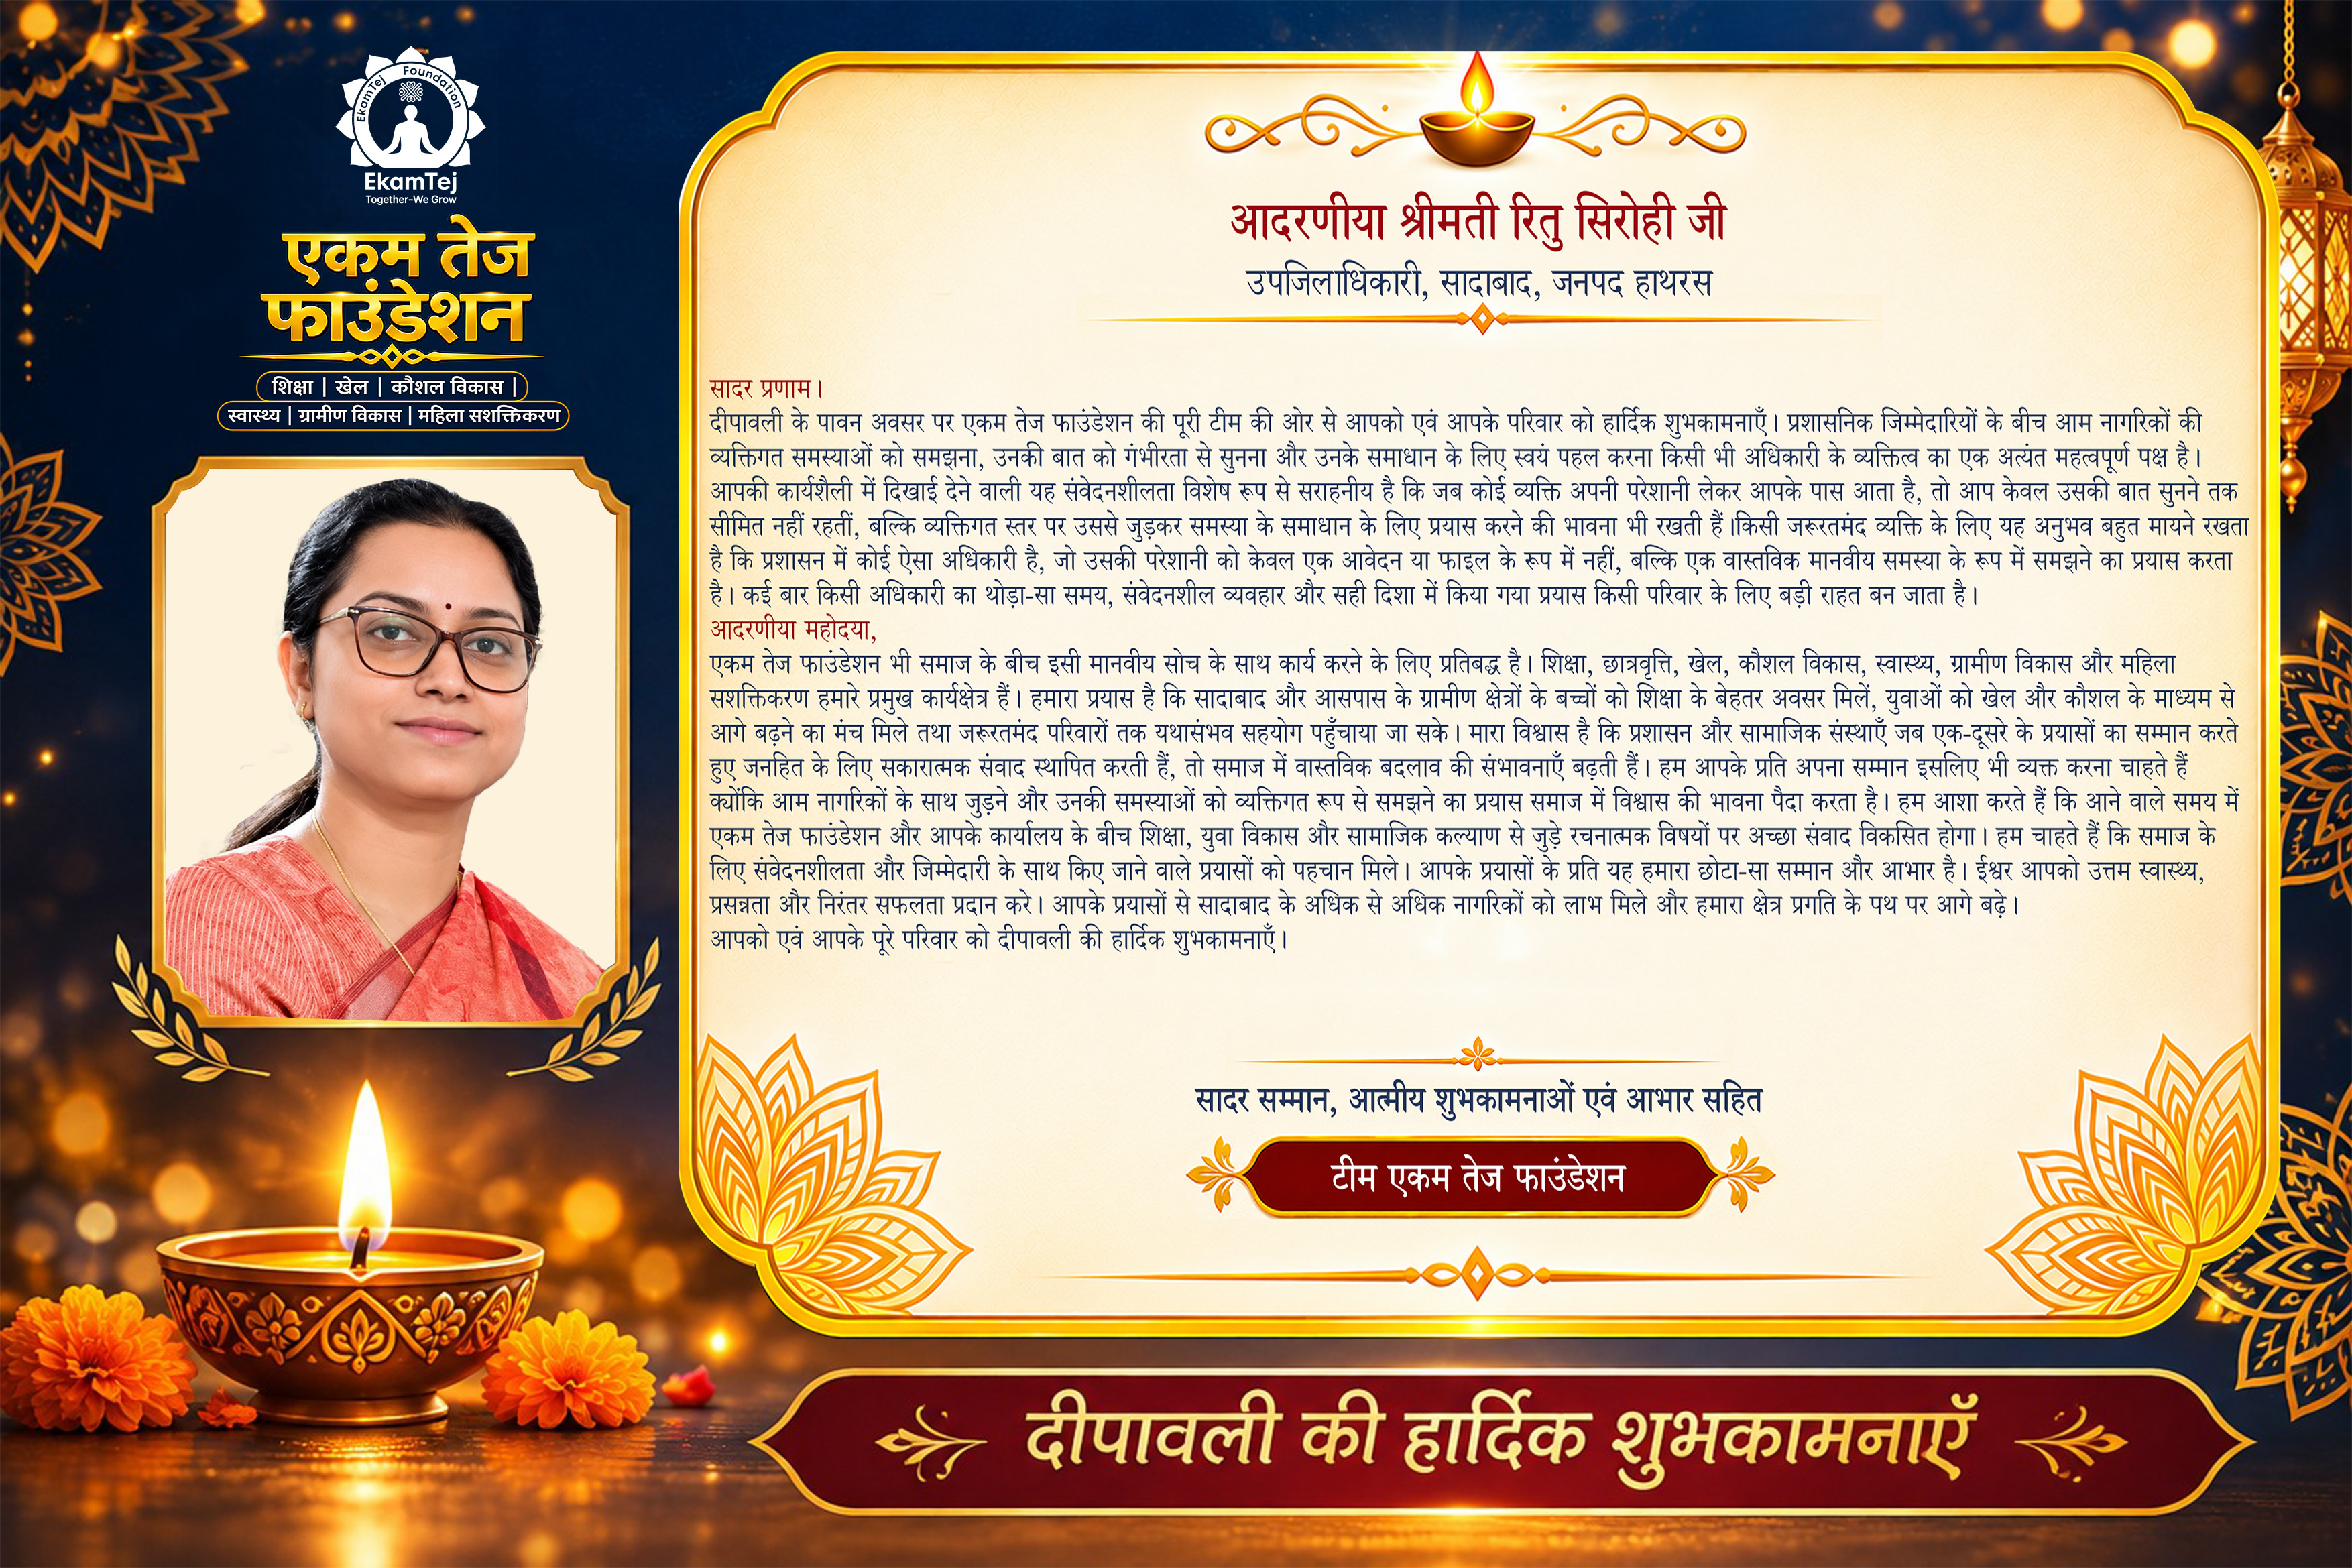 EkamTej Foundation
EkamTej
Together-We Grow
एकम तेज
फाउंडेशन
शिक्षा | खेल | कौशल विकास |
स्वास्थ्य | ग्रामीण विकास | महिला सशक्तिकरण
आदरणीया श्रीमती रितु सिरोही जी
उपजिलाधिकारी, सादाबाद, जनपद हाथरस
सादर प्रणाम।
दीपावली के पावन अवसर पर एकम तेज फाउंडेशन की पूरी टीम की ओर से आपको एवं आपके परिवार को हार्दिक शुभकामनाएँ। प्रशासनिक जिम्मेदारियों के बीच आम नागरिकों की
व्यक्तिगत समस्याओं को समझना, उनकी बात को गंभीरता से सुनना और उनके समाधान के लिए स्वयं पहल करना किसी भी अधिकारी के व्यक्तित्व का एक अत्यंत महत्वपूर्ण पक्ष है।
आपकी कार्यशैली में दिखाई देने वाली यह संवेदनशीलता विशेष रूप से सराहनीय है कि जब कोई व्यक्ति अपनी परेशानी लेकर आपके पास आता है, तो आप केवल उसकी बात सुनने तक
सीमित नहीं रहतीं, बल्कि व्यक्तिगत स्तर पर उससे जुड़कर समस्या के समाधान के लिए प्रयास करने की भावना भी रखती हैं।किसी जरूरतमंद व्यक्ति के लिए यह अनुभव बहुत मायने रखता
है कि प्रशासन में कोई ऐसा अधिकारी है, जो उसकी परेशानी को केवल एक आवेदन या फाइल के रूप में नहीं, बल्कि एक वास्तविक मानवीय समस्या के रूप में समझने का प्रयास करता
है। कई बार किसी अधिकारी का थोड़ा-सा समय, संवेदनशील व्यवहार और सही दिशा में किया गया प्रयास किसी परिवार के लिए बड़ी राहत बन जाता है।
आदरणीया महोदया,
एकम तेज फाउंडेशन भी समाज के बीच इसी मानवीय सोच के साथ कार्य करने के लिए प्रतिबद्ध है। शिक्षा, छात्रवृत्ति, खेल, कौशल विकास, स्वास्थ्य, ग्रामीण विकास और महिला
सशक्तिकरण हमारे प्रमुख कार्यक्षेत्र हैं। हमारा प्रयास है कि सादाबाद और आसपास के ग्रामीण क्षेत्रों के बच्चों को शिक्षा के बेहतर अवसर मिलें, युवाओं को खेल और कौशल के माध्यम से
आगे बढ़ने का मंच मिले तथा जरूरतमंद परिवारों तक यथासंभव सहयोग पहुँचाया जा सके। मारा विश्वास है कि प्रशासन और सामाजिक संस्थाएँ जब एक-दूसरे के प्रयासों का सम्मान करते
हुए जनहित के लिए सकारात्मक संवाद स्थापित करती हैं, तो समाज में वास्तविक बदलाव की संभावनाएँ बढ़ती हैं। हम आपके प्रति अपना सम्मान इसलिए भी व्यक्त करना चाहते हैं
क्योंकि आम नागरिकों के साथ जुड़ने और उनकी समस्याओं को व्यक्तिगत रूप से समझने का प्रयास समाज में विश्वास की भावना पैदा करता है। हम आशा करते हैं कि आने वाले समय में
एकम तेज फाउंडेशन और आपके कार्यालय के बीच शिक्षा, युवा विकास और सामाजिक कल्याण से जुड़े रचनात्मक विषयों पर अच्छा संवाद विकसित होगा। हम चाहते हैं कि समाज के
लिए संवेदनशीलता और जिम्मेदारी के साथ किए जाने वाले प्रयासों को पहचान मिले। आपके प्रयासों के प्रति यह हमारा छोटा-सा सम्मान और आभार है। ईश्वर आपको उत्तम स्वास्थ्य,
प्रसन्नता और निरंतर सफलता प्रदान करे। आपके प्रयासों से सादाबाद के अधिक से अधिक नागरिकों को लाभ मिले और हमारा क्षेत्र प्रगति के पथ पर आगे बढ़े।
आपको एवं आपके पूरे परिवार को दीपावली की हार्दिक शुभकामनाएँ।
सादर सम्मान, आत्मीय शुभकामनाओं एवं आभार सहित
टीम एकम तेज फाउंडेशन
दीपावली की हार्दिक शुभकामनाएँ